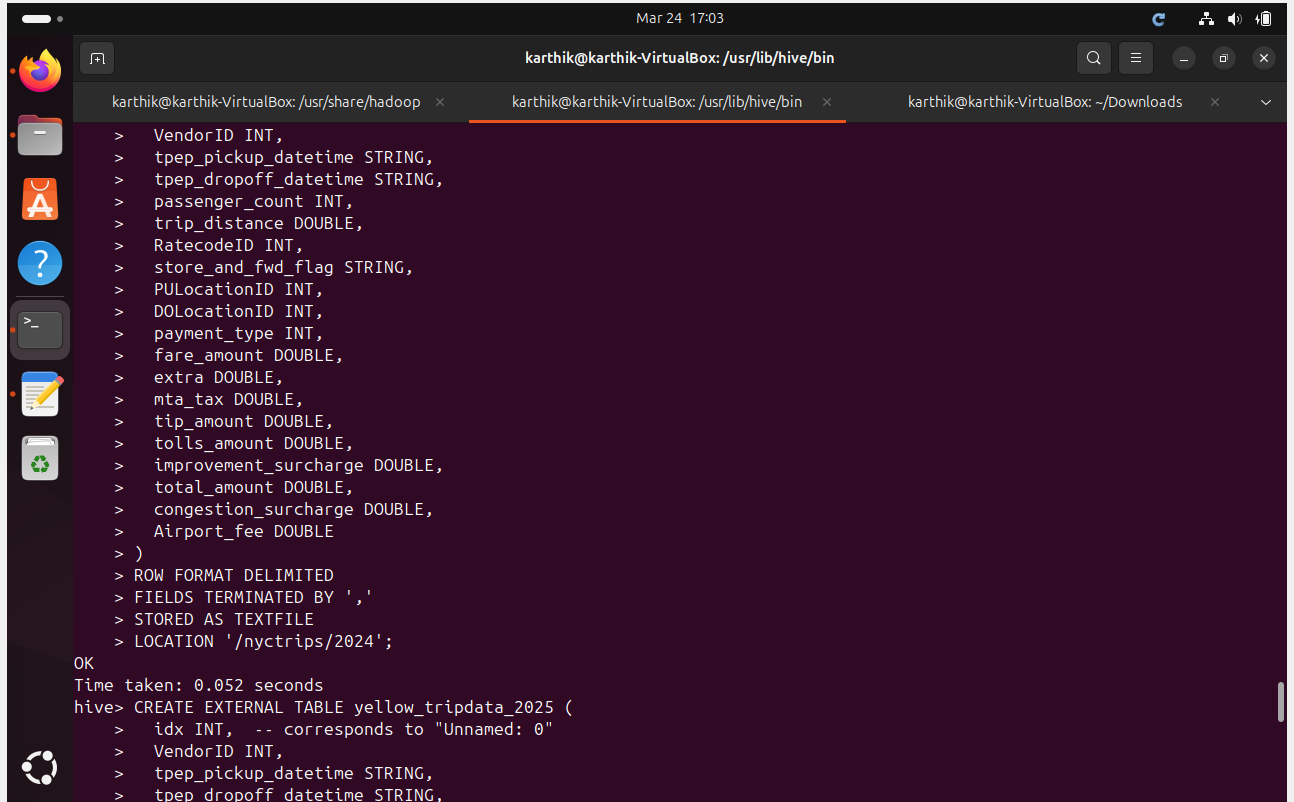 Mar 24 17:03
karthik@karthik-VirtualBox: /usr/lib/hive/bin
karthik@karthik-VirtualBox: /usr/share/hadoop × karthik@karthik-VirtualBox: /usr/lib/hive/bin × karthik@karthik-VirtualBox: ~/Downloads ×
>   VendorID INT,
>   tpep_pickup_datetime STRING,
>   tpep_dropoff_datetime STRING,
>   passenger_count INT,
>   trip_distance DOUBLE,
>   RatecodeID INT,
>   store_and_fwd_flag STRING,
>   PULocationID INT,
>   DOLocationID INT,
>   payment_type INT,
>   fare_amount DOUBLE,
>   extra DOUBLE,
>   mta_tax DOUBLE,
>   tip_amount DOUBLE,
>   tolls_amount DOUBLE,
>   improvement_surcharge DOUBLE,
>   total_amount DOUBLE,
>   congestion_surcharge DOUBLE,
>   Airport_fee DOUBLE
> )
> ROW FORMAT DELIMITED
> FIELDS TERMINATED BY ','
> STORED AS TEXTFILE
> LOCATION '/nyctrips/2024';
OK
Time taken: 0.052 seconds
hive> CREATE EXTERNAL TABLE yellow_tripdata_2025 (
>   idx INT,  -- corresponds to "Unnamed: 0"
>   VendorID INT,
>   tpep_pickup_datetime STRING,
>   tpep_dropoff_datetime STRING,